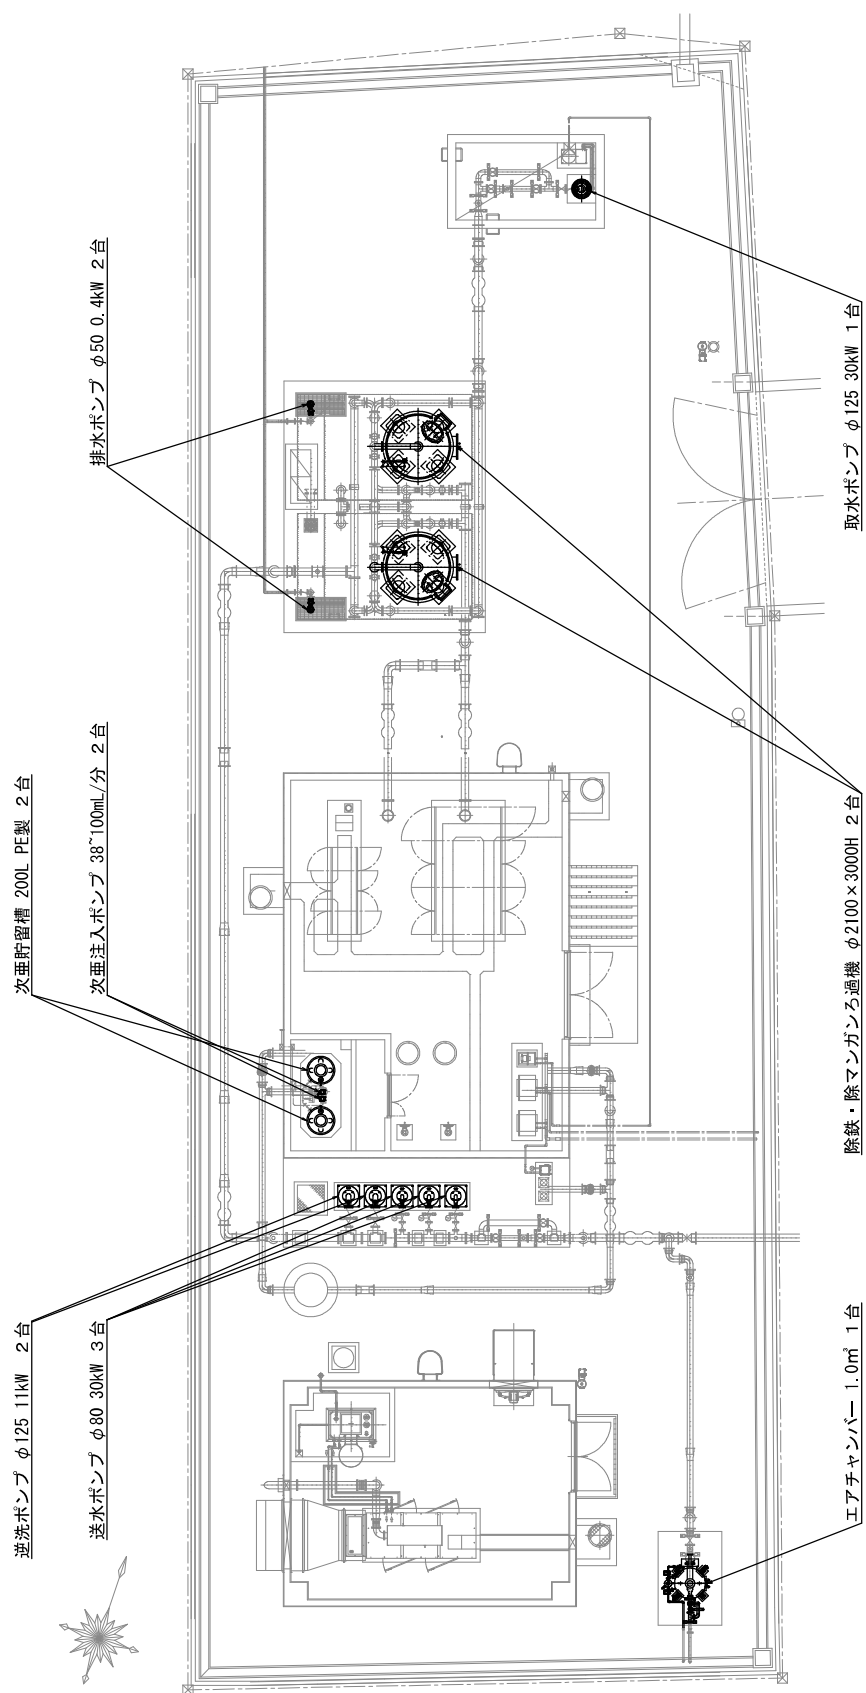 逆洗ポンプ φ125 11kW 2台
送水ポンプ φ80 30kW 3台
次亜貯留槽 200L PE製 2台
次亜注入ポンプ 38~100mL/分 2台
排水ポンプ φ50 0.4kW 2台
エアチャンバー 1.0㎥ 1台
除鉄・除マンガンろ過機 φ2100×3000H 2台
取水ポンプ φ125 30kW 1台